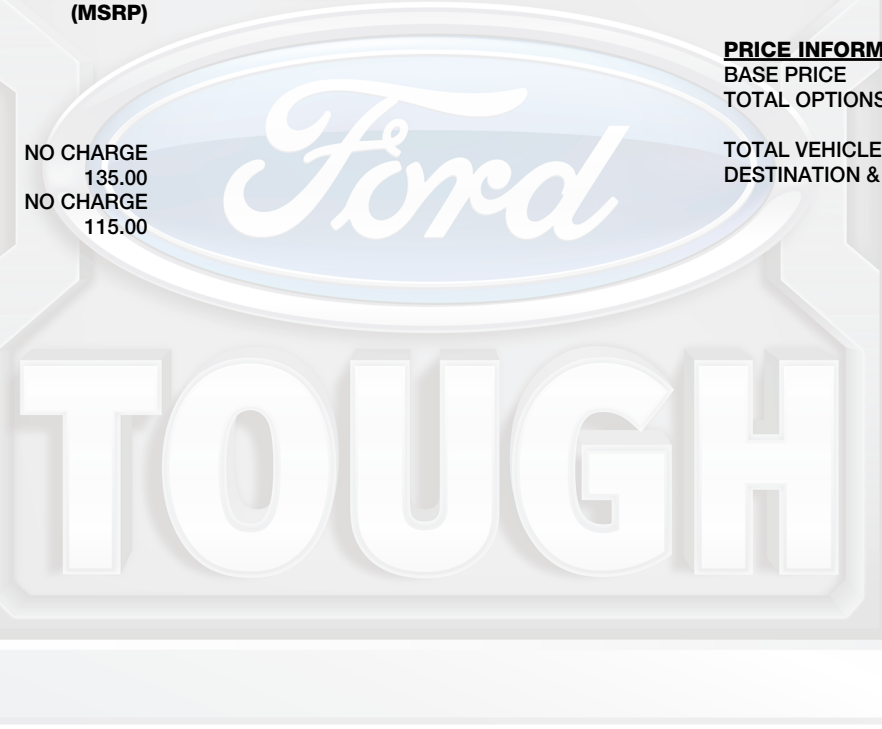 (MSRP)
NO CHARGE
135.00
NO CHARGE
115.00
PRICE INFORM
BASE PRICE
TOTAL OPTIONS
TOTAL VEHICLE
DESTINATION &
Ford
TOUGH